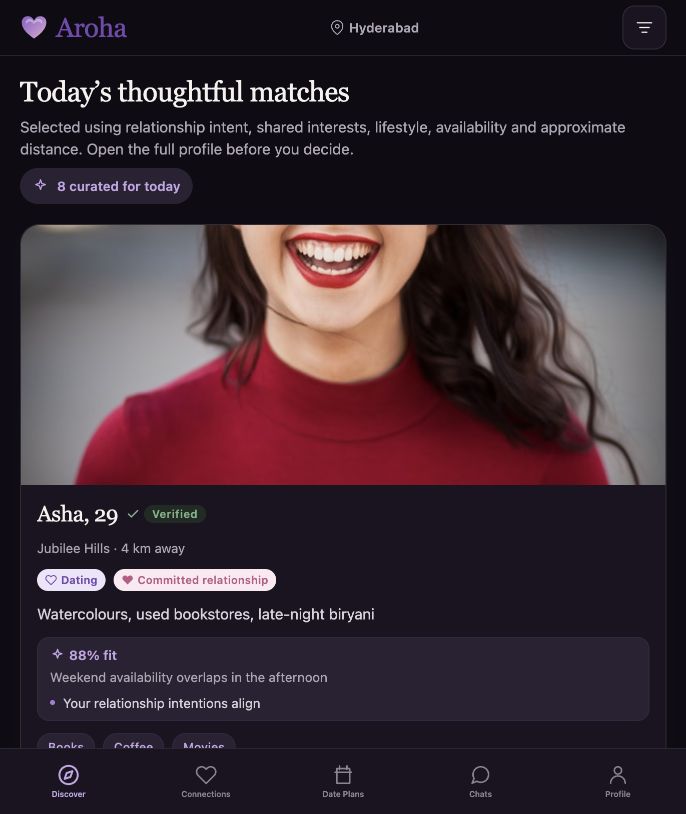 Aroha
Hyderabad
Today’s thoughtful matches
Selected using relationship intent, shared interests, lifestyle, availability and approximate
distance. Open the full profile before you decide.
8 curated for today
Asha, 29 Verified
Jubilee Hills · 4 km away
Dating Committed relationship
Watercolours, used bookstores, late-night biryani
88% fit
Weekend availability overlaps in the afternoon
Your relationship intentions align
Books Coffee Movies
Discover Connections Date Plans Chats Profile